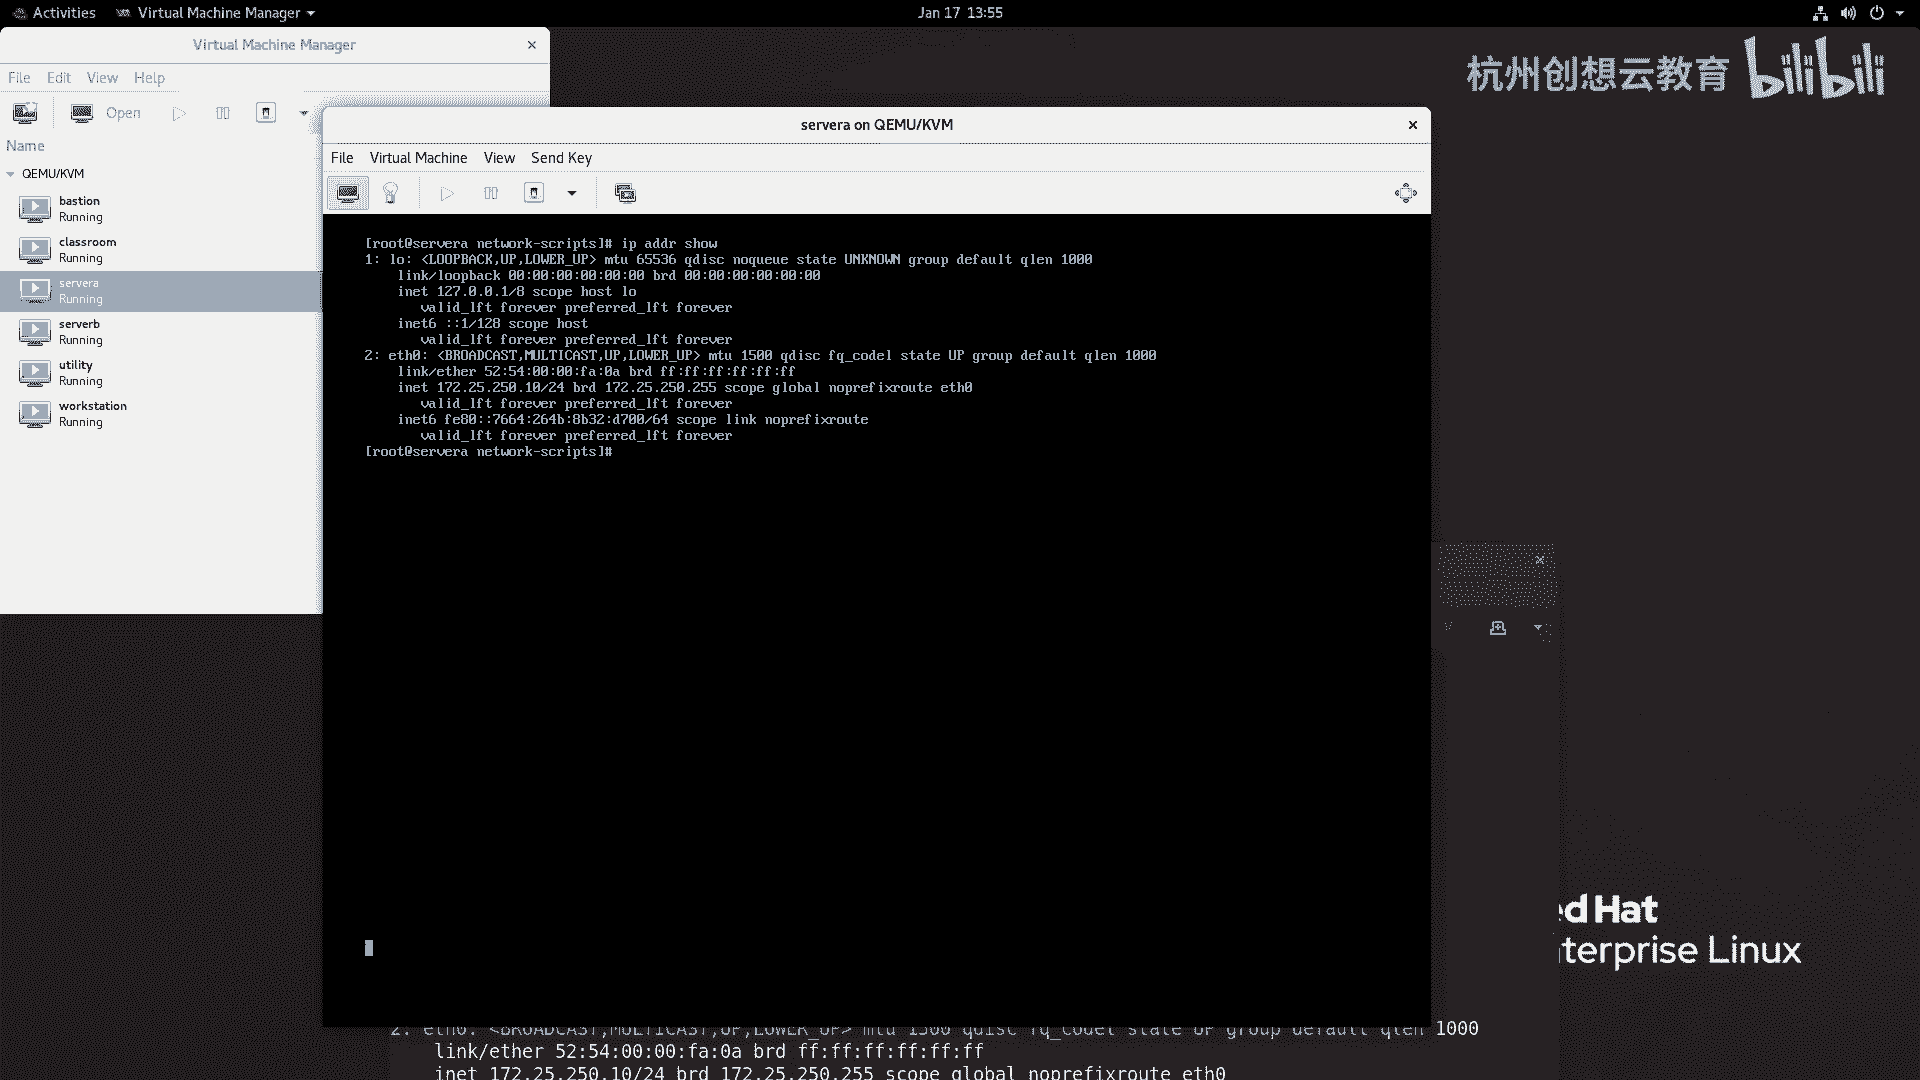 Activities
Virtual Machine Manager
Jan 17 13:55
Virtual Machine Manager
File Edit View Help
Open
Name
QEMU/KVM
bastion
Running
classroom
Running
servera
Running
serverb
Running
utility
Running
workstation
Running
杭州创想云教育 bilibili
servera on QEMU/KVM
File Virtual Machine View Send Key
[root@servera network-scripts]# ip addr show
1: lo: <LOOPBACK,UP,LOWER_UP> mtu 65536 qdisc noqueue state UNKNOWN group default qlen 1000
link/loopback 00:00:00:00:00:00 brd 00:00:00:00:00:00
inet 127.0.0.1/8 scope host lo
valid_lft forever preferred_lft forever
inet6 ::1/128 scope host
valid_lft forever preferred_lft forever
2: eth0: <BROADCAST,MULTICAST,UP,LOWER_UP> mtu 1500 qdisc fq_codel state UP group default qlen 1000
link/ether 52:54:00:00:fa:0a brd ff:ff:ff:ff:ff:ff
inet 172.25.250.10/24 brd 172.25.250.255 scope global noprefixroute eth0
valid_lft forever preferred_lft forever
inet6 fe80::7664:264b:8b32:d700/64 scope link noprefixroute
valid_lft forever preferred_lft forever
[root@servera network-scripts]#
ed Hat
terprise Linux
2: eth0: <BROADCAST,MULTICAST,UP,LOWER_UP> mtu 1500 qdisc fq_codel state UP group default qlen 1000
link/ether 52:54:00:00:fa:0a brd ff:ff:ff:ff:ff:ff
inet 172.25.250.10/24 brd 172.25.250.255 scope global noprefixroute eth0